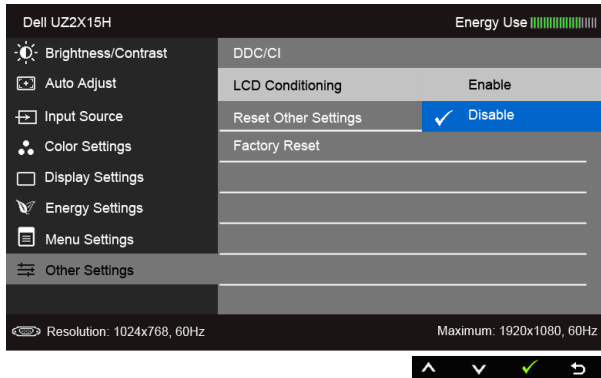 Dell UZ2X15H Energy Use
Brightness/Contrast DDC/CI
Auto Adjust LCD Conditioning Enable
Input Source Reset Other Settings Disable
Color Settings Factory Reset
Display Settings
Energy Settings
Menu Settings
Other Settings
Resolution: 1024x768, 60Hz Maximum: 1920x1080, 60Hz